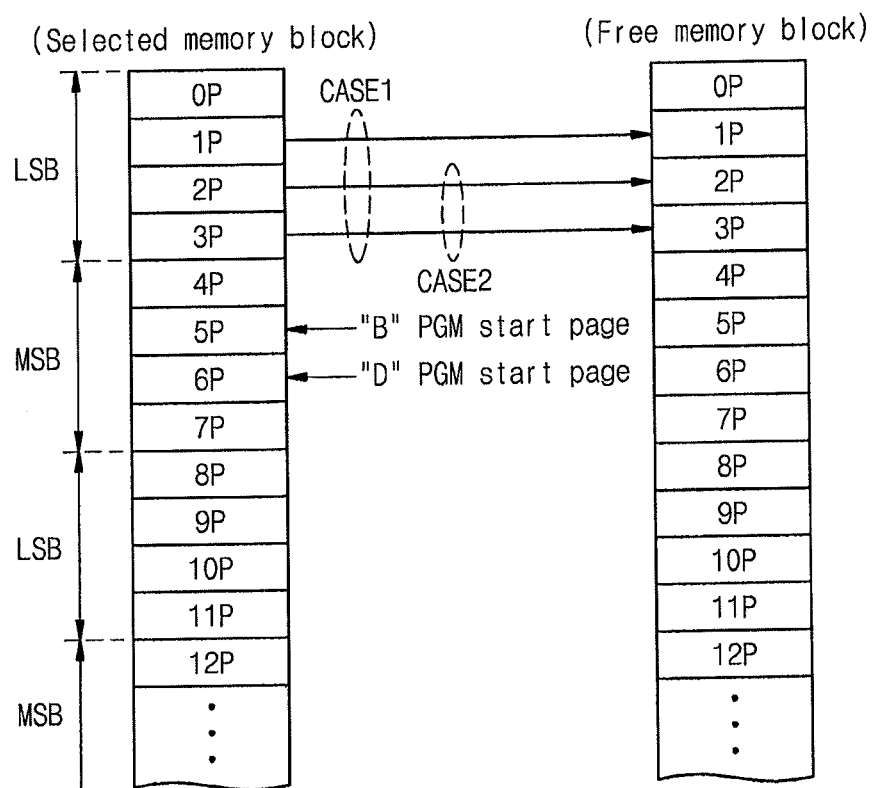 (Selected memory block)
(Free memory block)
LSB
MSB
LSB
MSB
0P
1P
2P
3P
4P
5P
6P
7P
8P
9P
10P
11P
12P
CASE1
CASE2
"B" PGM start page
"D" PGM start page
0P
1P
2P
3P
4P
5P
6P
7P
8P
9P
10P
11P
12P